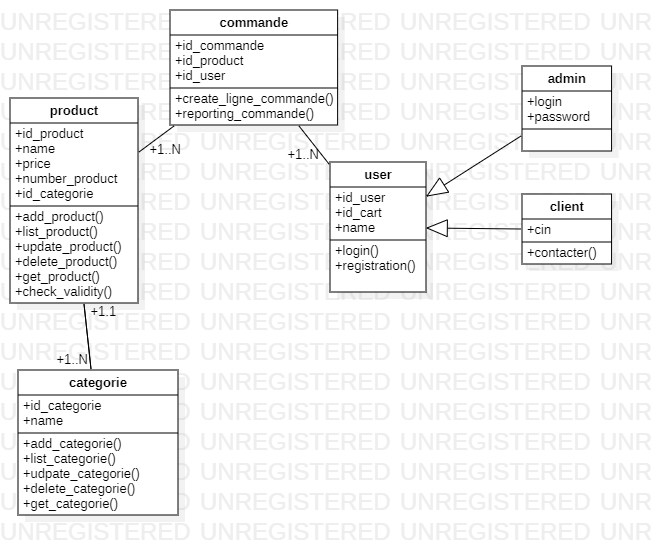 commande
+id_commande
+id_product
+id_user
+create_ligne_commande()
+reporting_commande()
product
+id_product
+name
+price
+number_product
+id_categorie
+add_product()
+list_product()
+update_product()
+delete_product()
+get_product()
+check_validity()
+1..N
+1..N
user
+id_user
+id_cart
+name
+login()
+registration()
admin
+login
+password
client
+cin
+contacter()
+1.1
+1..N
categorie
+id_categorie
+name
+add_categorie()
+list_categorie()
+udpate_categorie()
+delete_categorie()
+get_categorie()
UNREGISTERED UNREGISTERED UNREGISTERED UNR